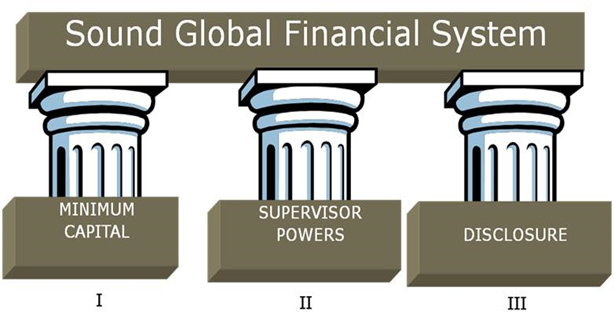 Sound Global Financial System
MINIMUM
CAPITAL
SUPERVISOR
POWERS
DISCLOSURE
I
II
III